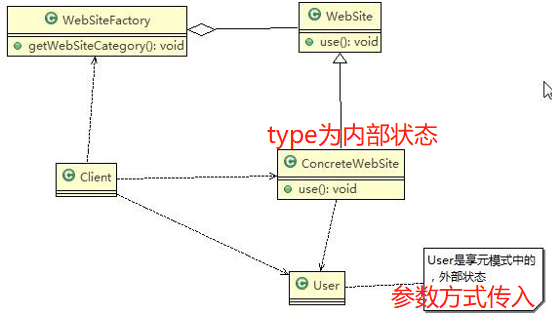 C WebSiteFactory
getWebSiteCategory(): void
C WebSite
use(): void
type为内部状态
C ConcreteWebSite
use(): void
C Client
C User
User是享元模式中的
，外部状态
参数方式传入